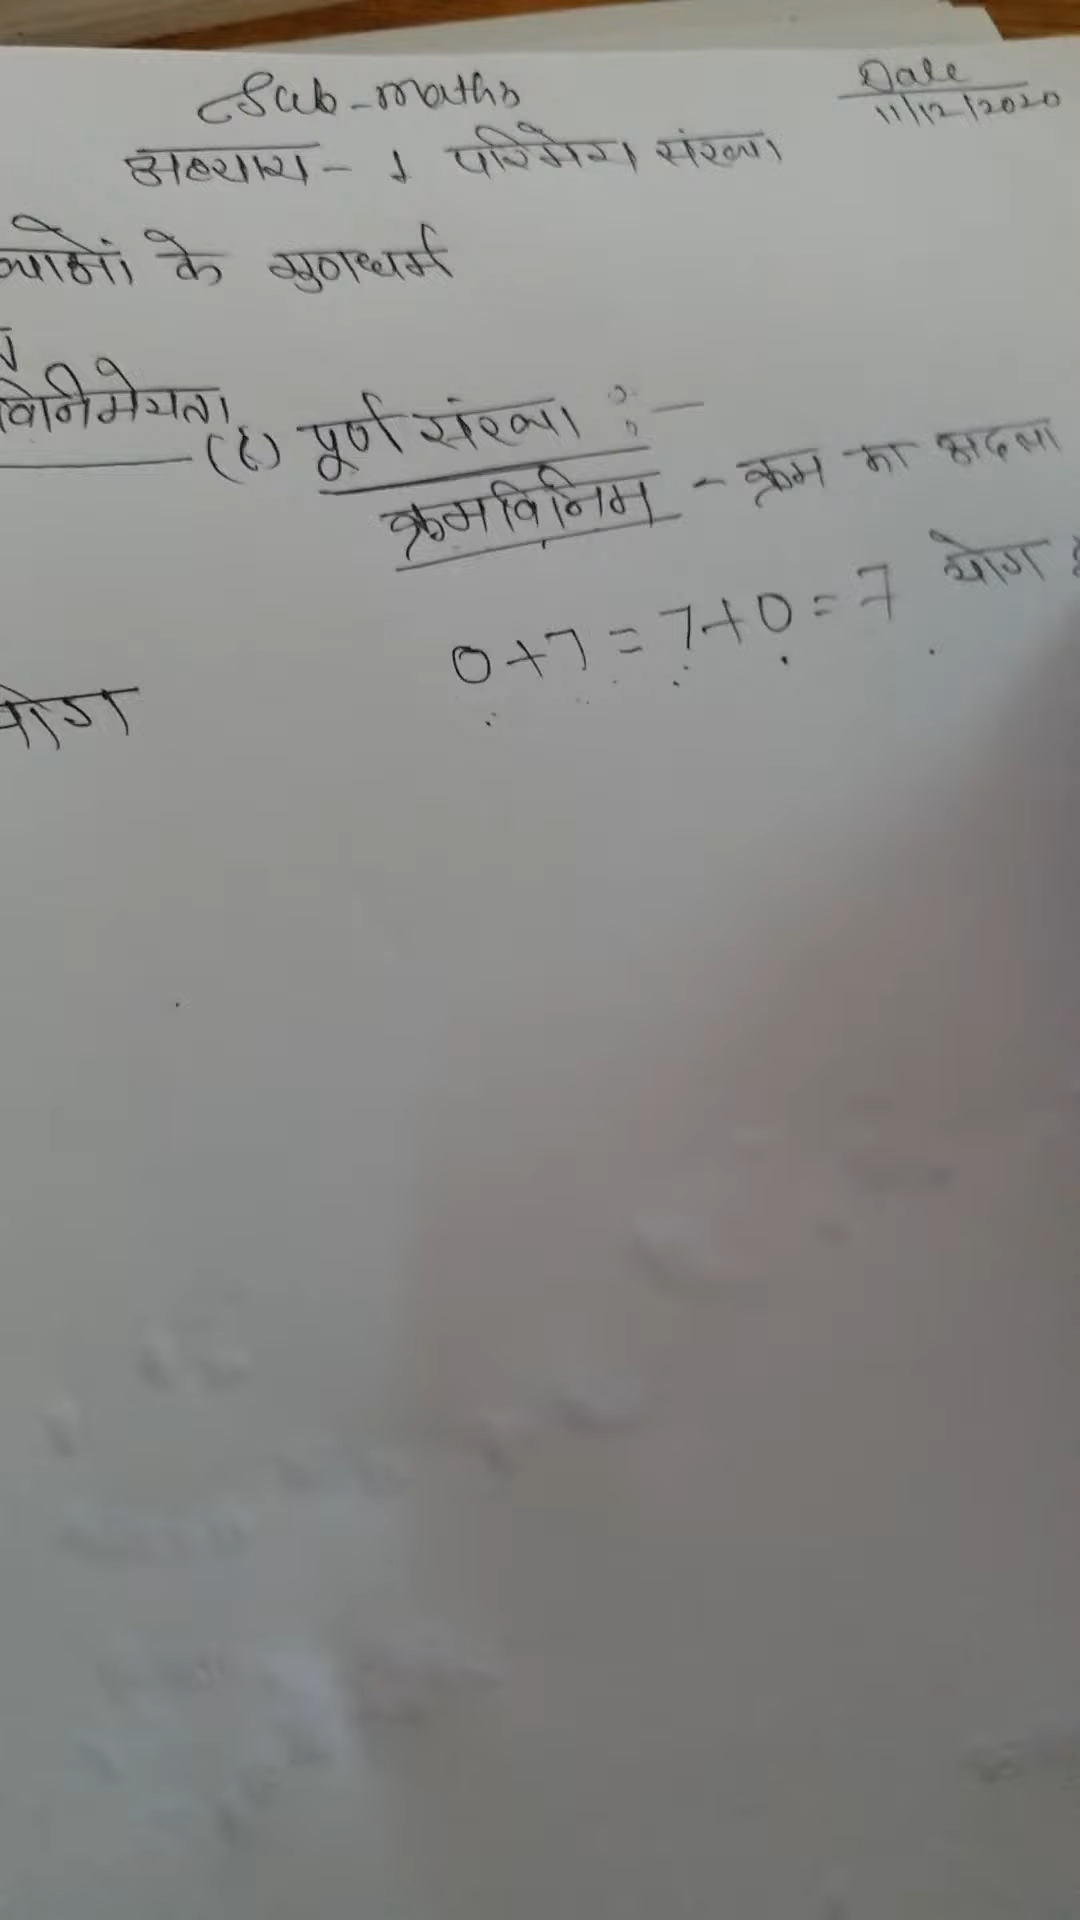 Sub-maths
Date
11/12/2020
अध्याय - 1 परिमेय संख्या
ख्याओं के गुणधर्म
विनिमेयता
(१) पूर्ण संख्या :-
क्रमविनिम - क्रम का बदला
0+7 = 7+0 = 7 योग
योग